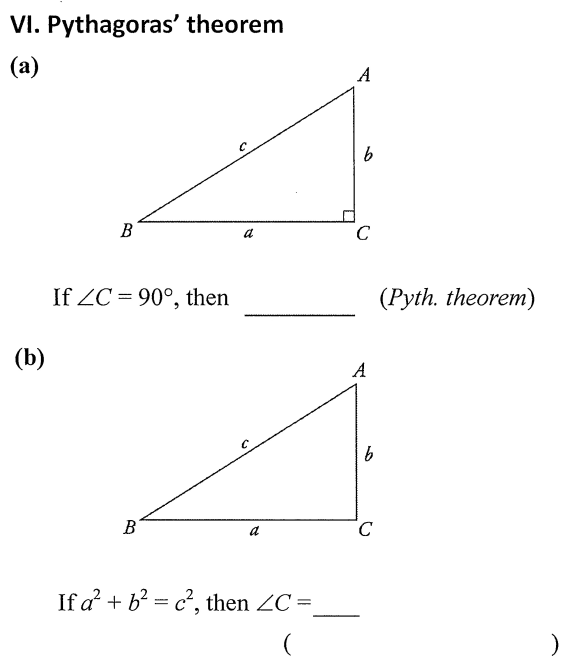 VI. Pythagoras’ theorem
(a)
A
c
b
B
a
C
If ∠C = 90°, then ________ (Pyth. theorem)
(b)
A
c
b
B
a
C
If a² + b² = c², then ∠C = ____
( )